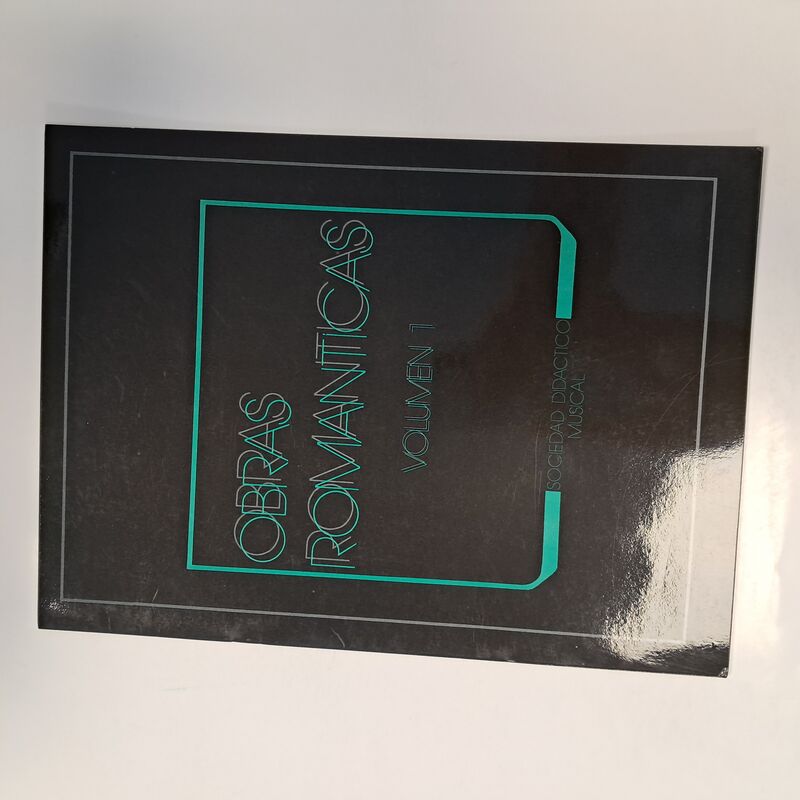 OBRAS
ROMANTICAS
VOLUMEN 1
SOCIEDAD DIDACTICO
MUSICAL